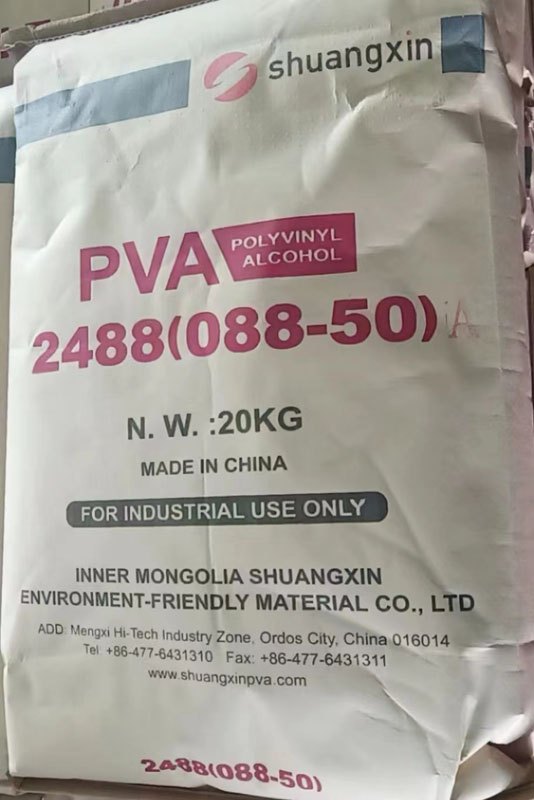 shuangxin
PVA POLYVINYL
ALCOHOL
2488(088-50) A
N. W. :20KG
MADE IN CHINA
FOR INDUSTRIAL USE ONLY
INNER MONGOLIA SHUANGXIN
ENVIRONMENT-FRIENDLY MATERIAL CO., LTD
ADD: Mengxi Hi-Tech Industry Zone, Ordos City, China 016014
Tel: +86-477-6431310 Fax: +86-477-6431311
www.shuangxinpva.com
2488(088-50)